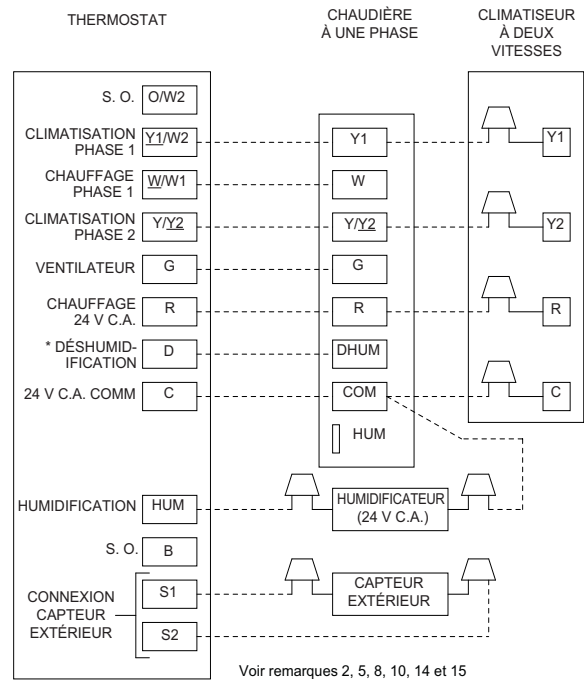 THERMOSTAT
CHAUDIÈRE
À UNE PHASE
CLIMATISEUR
À DEUX
VITESSES
S. O. O/W2
CLIMATISATION
PHASE 1
Y1/W2
Y1
Y1
CHAUFFAGE
PHASE 1
W/W1
W
CLIMATISATION
PHASE 2
Y/Y2
Y/Y2
Y2
VENTILATEUR
G
G
CHAUFFAGE
24 V C.A.
R
R
R
* DÉSHUMID-
IFICATION
D
DHUM
24 V C.A. COMM
C
COM
C
HUM
HUMIDIFICATION
HUM
HUMIDIFICATEUR
(24 V C.A.)
S. O.
B
CONNEXION
CAPTEUR
EXTÉRIEUR
S1
S2
CAPTEUR
EXTÉRIEUR
Voir remarques 2, 5, 8, 10, 14 et 15